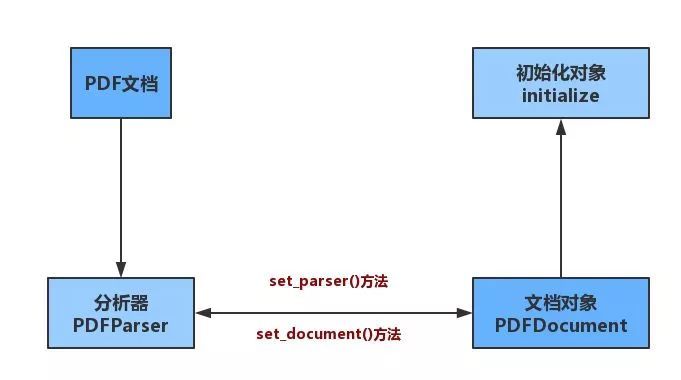 PDF文档
初始化对象
initialize
set_parser()方法
分析器
PDFParser
set_document()方法
文档对象
PDFDocument